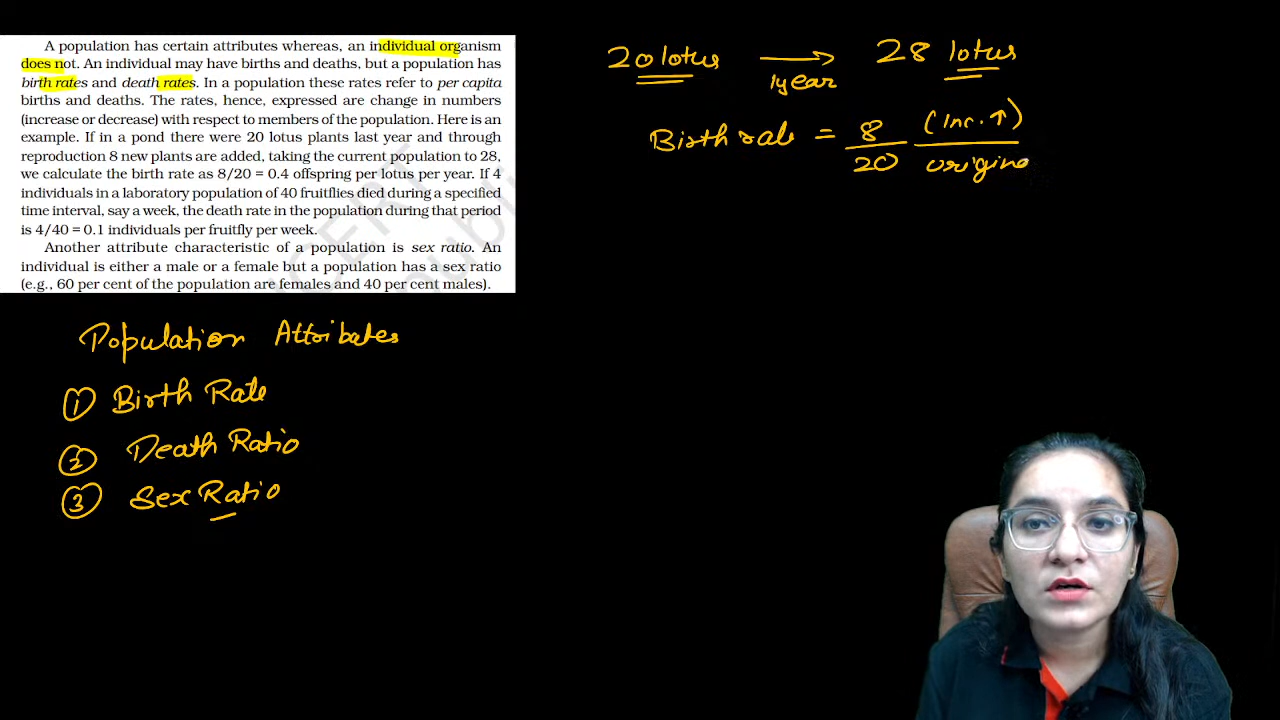 A population has certain attributes whereas, an individual organism
does not. An individual may have births and deaths, but a population has
birth rates and death rates. In a population these rates refer to per capita
births and deaths. The rates, hence, expressed are change in numbers
(increase or decrease) with respect to members of the population. Here is an
example. If in a pond there were 20 lotus plants last year and through
reproduction 8 new plants are added, taking the current population to 28,
we calculate the birth rate as 8/20 = 0.4 offspring per lotus per year. If 4
individuals in a laboratory population of 40 fruitflies died during a specified
time interval, say a week, the death rate in the population during that period
is 4/40 = 0.1 individuals per fruitfly per week.
Another attribute characteristic of a population is sex ratio. An
individual is either a male or a female but a population has a sex ratio
(e.g., 60 per cent of the population are females and 40 per cent males).
Population Attributes
① Birth Rate
② Death Ratio
③ Sex Ratio
20 lotus → 28 lotus
1year
Birth rate = 8 (Inc. ↑)
20 origina